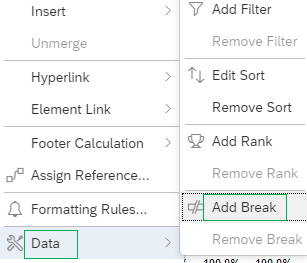 Insert
Unmerge
Hyperlink
Element Link
Footer Calculation
Assign Reference...
Formatting Rules...
Data
Add Filter
Remove Filter
Edit Sort
Remove Sort
Add Rank
Remove Rank
Add Break
Remove Break